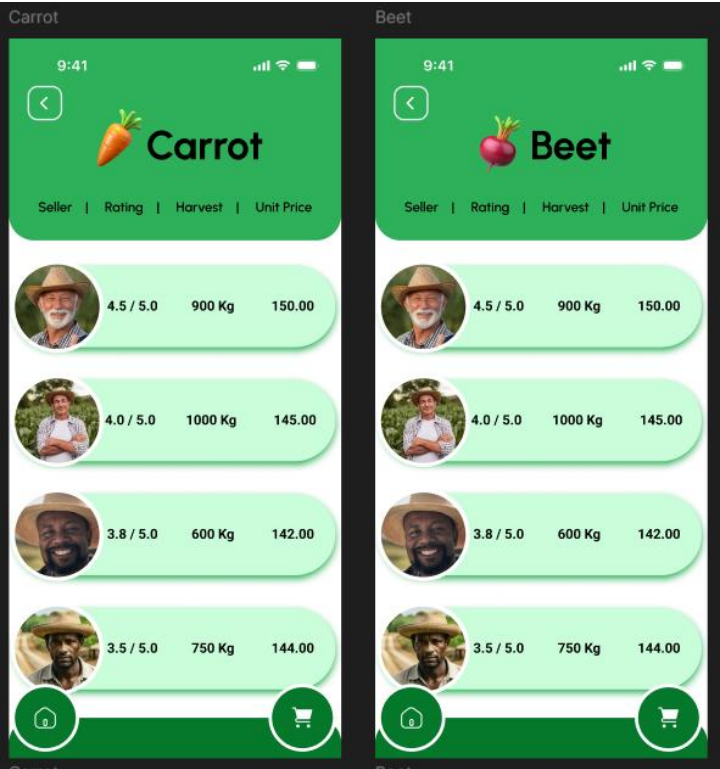 Carrot
9:41
Carrot
Seller | Rating | Harvest | Unit Price
4.5 / 5.0 900 Kg 150.00
4.0 / 5.0 1000 Kg 145.00
3.8 / 5.0 600 Kg 142.00
3.5 / 5.0 750 Kg 144.00
Beet
9:41
Beet
Seller | Rating | Harvest | Unit Price
4.5 / 5.0 900 Kg 150.00
4.0 / 5.0 1000 Kg 145.00
3.8 / 5.0 600 Kg 142.00
3.5 / 5.0 750 Kg 144.00